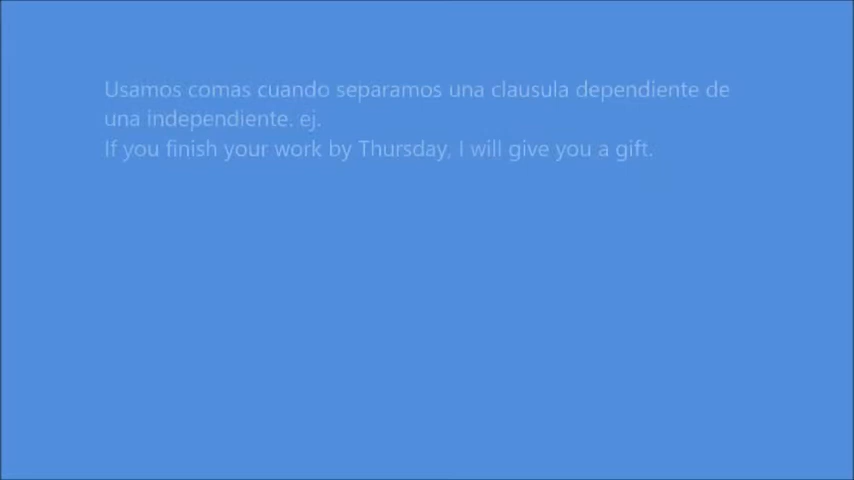 Usamos comas cuando separamos una clausula dependiente de
una independiente. ej.
If you finish your work by Thursday, I will give you a gift.